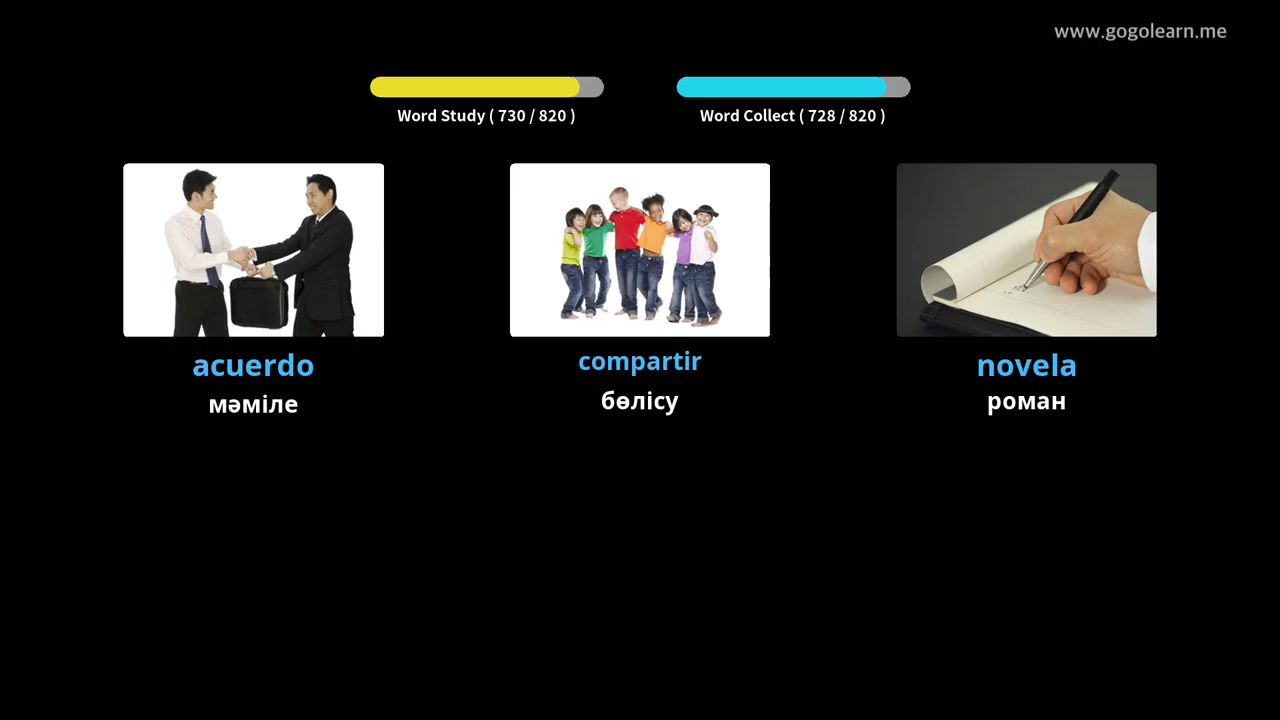 www.gogolearn.me
Word Study ( 730 / 820 )
Word Collect ( 728 / 820 )
acuerdo
мәміле
compartir
бөлісу
novela
роман